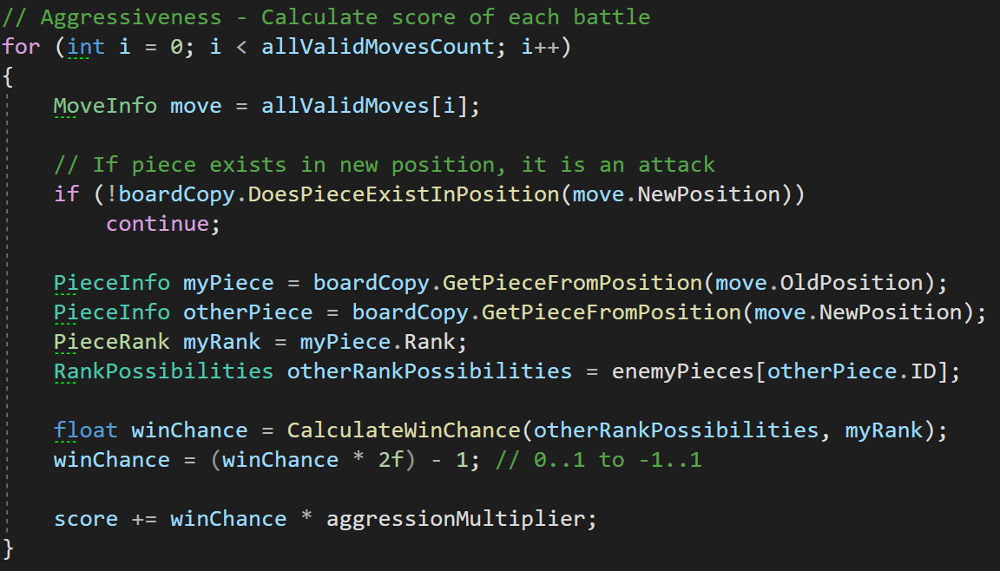 // Aggressiveness - Calculate score of each battle
for (int i = 0; i < allValidMovesCount; i++)
{
    MoveInfo move = allValidMoves[i];

    // If piece exists in new position, it is an attack
    if (!boardCopy.DoesPieceExistInPosition(move.NewPosition))
        continue;

    PieceInfo myPiece = boardCopy.GetPieceFromPosition(move.OldPosition);
    PieceInfo otherPiece = boardCopy.GetPieceFromPosition(move.NewPosition);
    PieceRank myRank = myPiece.Rank;
    RankPossibilities otherRankPossibilities = enemyPieces[otherPiece.ID];

    float winChance = CalculateWinChance(otherRankPossibilities, myRank);
    winChance = (winChance * 2f) - 1; // 0..1 to -1..1

    score += winChance * aggressionMultiplier;
}